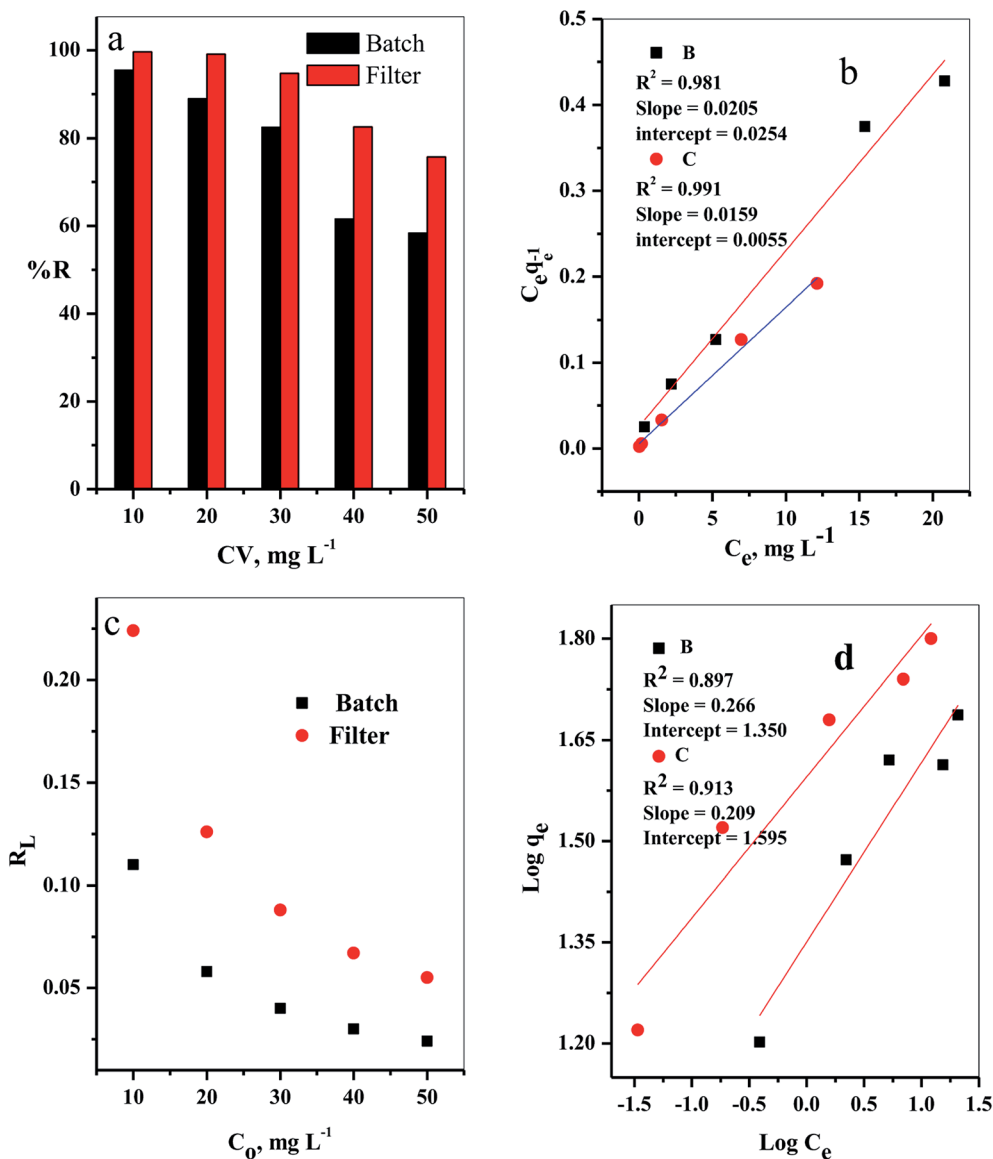 a
Batch
Filter
100
80
60
40
20
0
%R
10 20 30 40 50
CV, mg L⁻¹
b
B
R² = 0.981
Slope = 0.0205
intercept = 0.0254
C
R² = 0.991
Slope = 0.0159
intercept = 0.0055
0.5
0.4
0.3
0.2
0.1
0.0
Cₑqₑ⁻¹
0 5 10 15 20
Cₑ, mg L⁻¹
c
Batch
Filter
0.20
0.15
0.10
0.05
R_L
10 20 30 40 50
Cₒ, mg L⁻¹
d
B
R² = 0.897
Slope = 0.266
Intercept = 1.350
C
R² = 0.913
Slope = 0.209
Intercept = 1.595
1.80
1.65
1.50
1.35
1.20
Log qₑ
-1.5 -1.0 -0.5 0.0 0.5 1.0 1.5
Log Cₑ